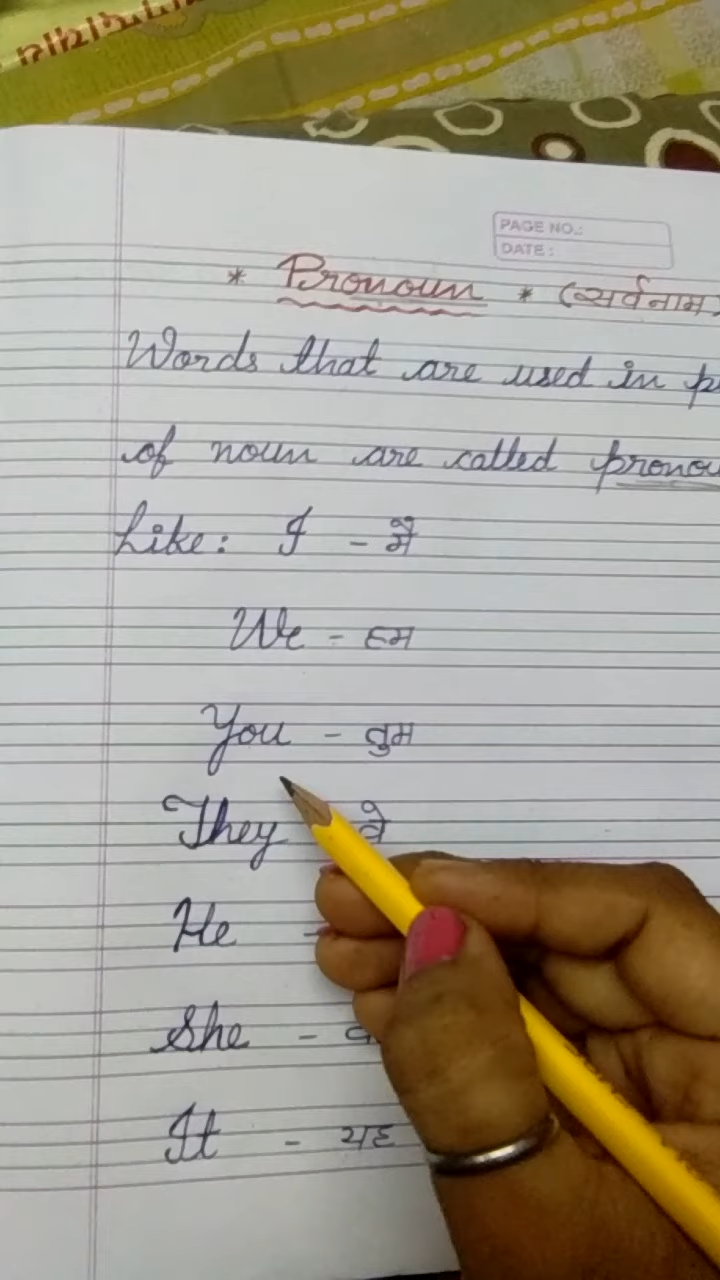 PAGE NO.:
DATE:
* Pronoun * (सर्वनाम)
Words that are used in
of noun are called
Like: I - मैं
We - हम
You - तुम
They वे
He -
She -
It - यह